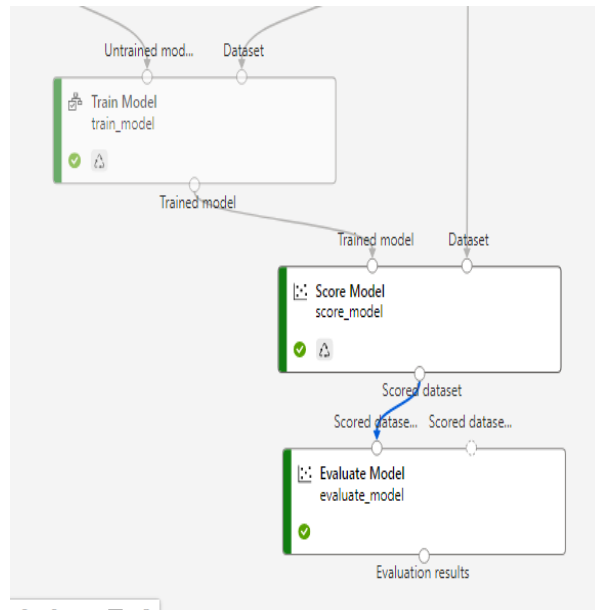 Untrained mod... Dataset
Train Model
train_model
Trained model
Trained model Dataset
Score Model
score_model
Scored dataset
Scored datase... Scored datase...
Evaluate Model
evaluate_model
Evaluation results